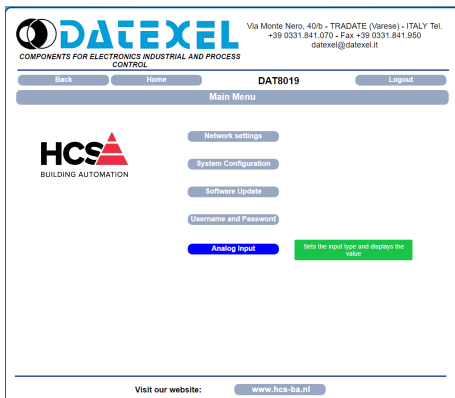 DATEXEL
COMPONENTS FOR ELECTRONICS INDUSTRIAL AND PROCESS
CONTROL
Via Monte Nero, 40/b - TRADATE (Varese) - ITALY Tel.
+39 0331.841.070 - Fax +39 0331.841.950
datexel@datexel.it
Back Home DAT8019 Logout
Main Menu
HCS
BUILDING AUTOMATION
Network settings
System Configuration
Software Update
Username and Password
Analog Input
Sets the input type and displays the
value
Visit our website: www.hcs-ba.nl